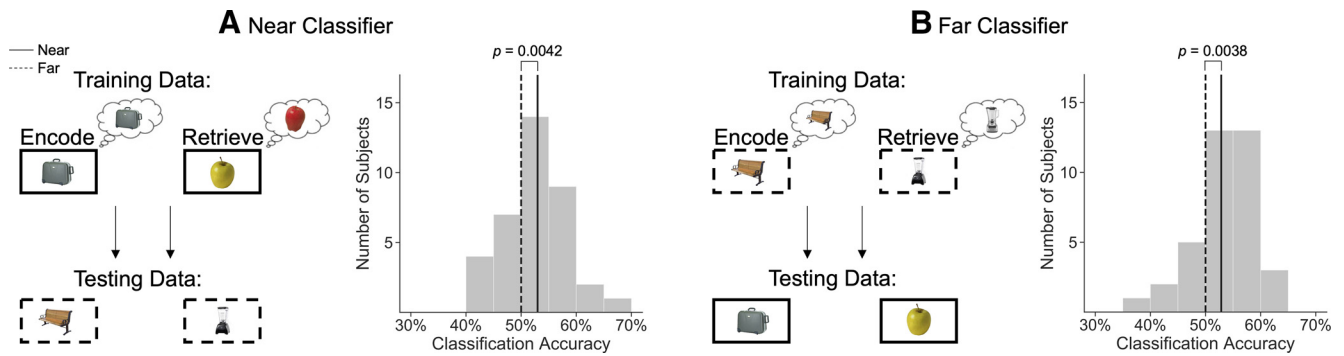 A Near Classifier
Near
Far
Training Data:
Encode
Retrieve
Testing Data:
p = 0.0042
Number of Subjects
15
10
5
30% 40% 50% 60% 70%
Classification Accuracy
B Far Classifier
Training Data:
Encode
Retrieve
Testing Data:
p = 0.0038
Number of Subjects
15
10
5
30% 40% 50% 60% 70%
Classification Accuracy